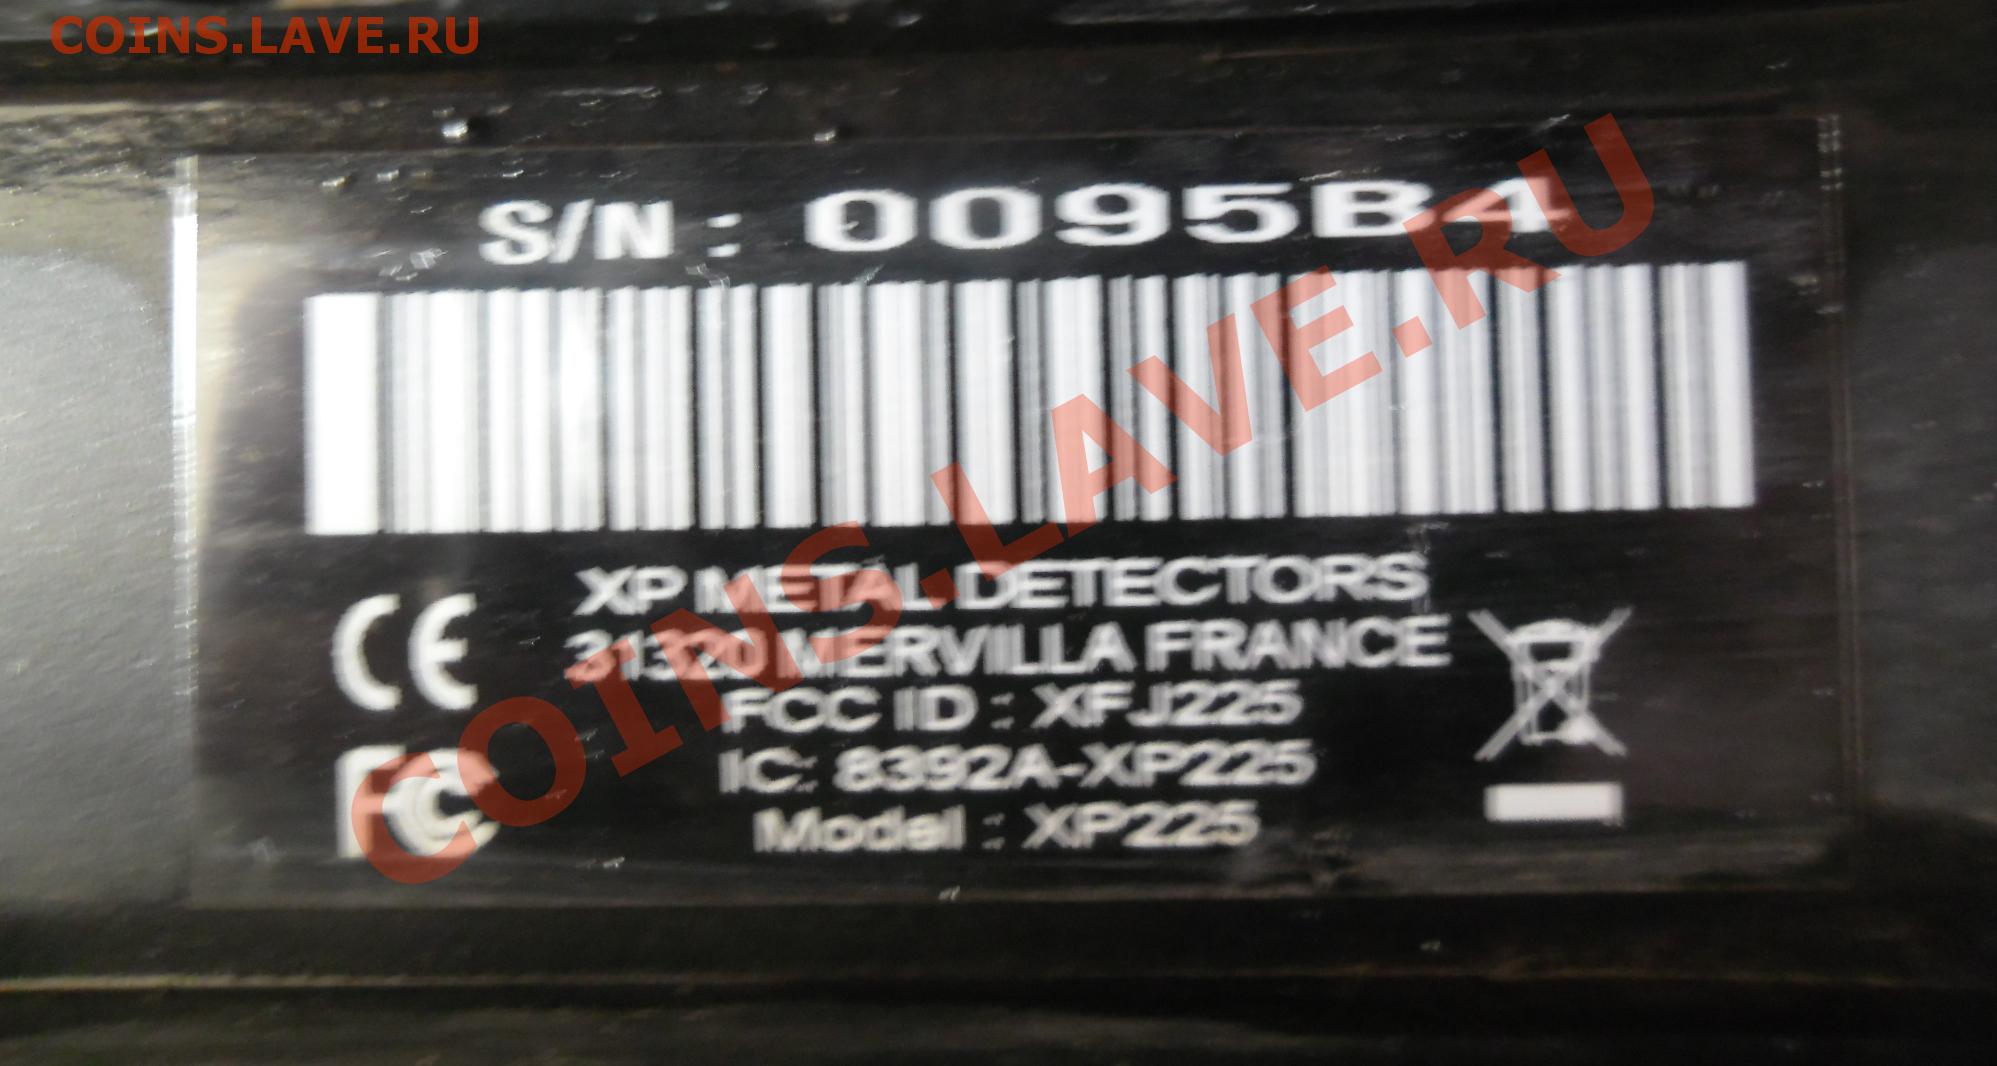 COINS.LAVE.RU
S/N : 0095B4
XP METAL DETECTORS
31320 MERVILLA FRANCE
FCC ID : XFJ225
IC: 8392A-XP225
Model : XP225
CE
FC
COINS.LAVE.RU